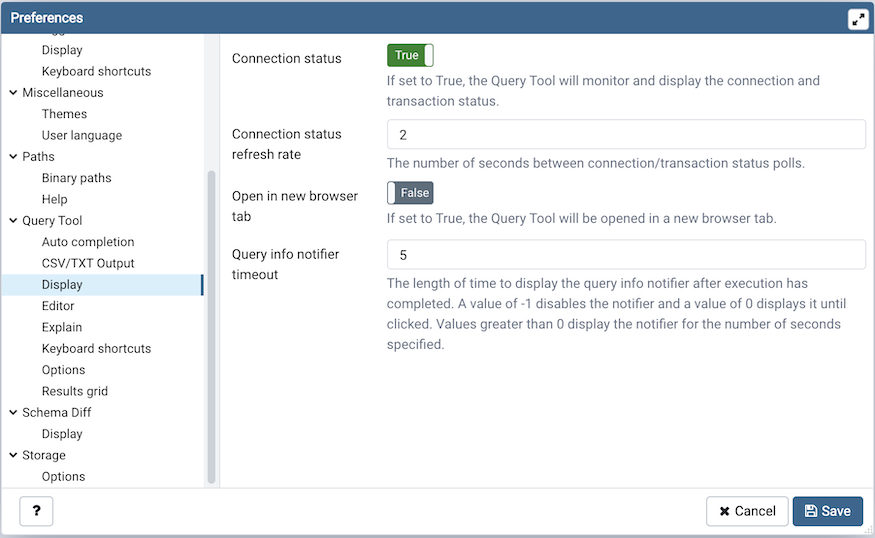 Preferences
Display
Keyboard shortcuts
Miscellaneous
Themes
User language
Paths
Binary paths
Help
Query Tool
Auto completion
CSV/TXT Output
Display
Editor
Explain
Keyboard shortcuts
Options
Results grid
Schema Diff
Display
Storage
Options
Connection status
True
If set to True, the Query Tool will monitor and display the connection and
transaction status.
Connection status
refresh rate
2
The number of seconds between connection/transaction status polls.
Open in new browser
tab
False
If set to True, the Query Tool will be opened in a new browser tab.
Query info notifier
timeout
5
The length of time to display the query info notifier after execution has
completed. A value of -1 disables the notifier and a value of 0 displays it until
clicked. Values greater than 0 display the notifier for the number of seconds
specified.
?
Cancel
Save